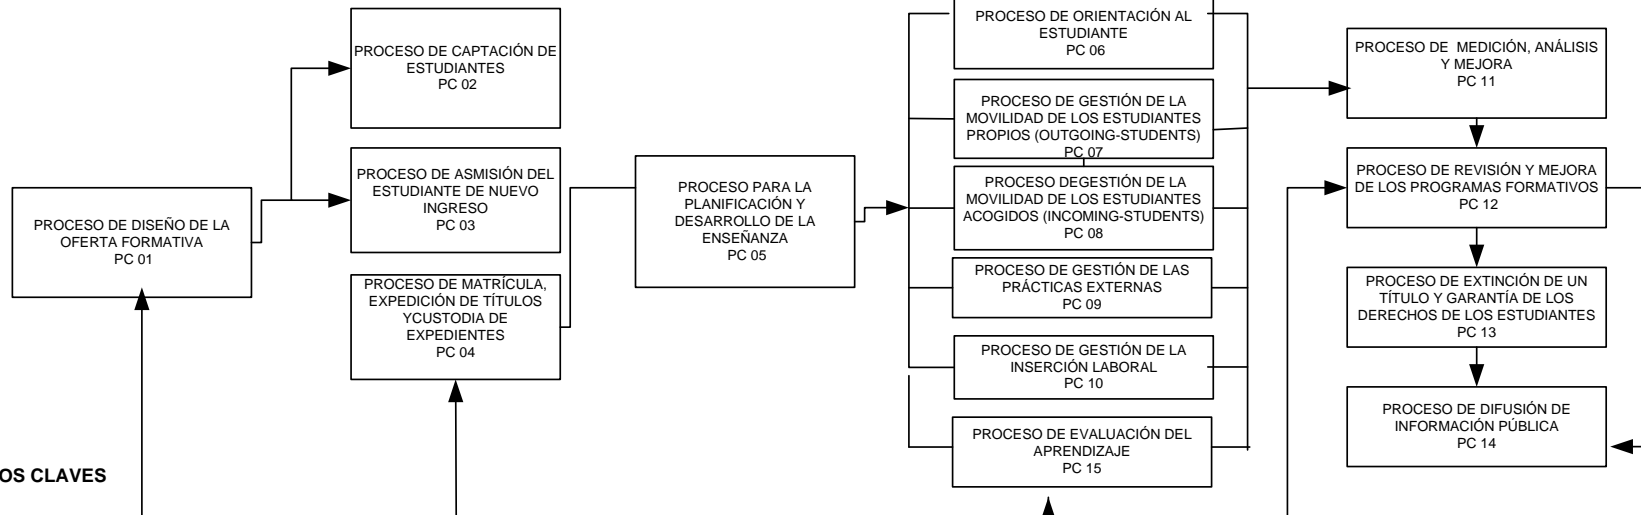 PROCESO DE DISEÑO DE LA
OFERTA FORMATIVA
PC 01
PROCESO DE CAPTACIÓN DE
ESTUDIANTES
PC 02
PROCESO DE ASMISIÓN DEL
ESTUDIANTE DE NUEVO
INGRESO
PC 03
PROCESO DE MATRÍCULA,
EXPEDICIÓN DE TÍTULOS
YCUSTODIA DE
EXPEDIENTES
PC 04
PROCESO PARA LA
PLANIFICACIÓN Y
DESARROLLO DE LA
ENSEÑANZA
PC 05
PROCESO DE ORIENTACIÓN AL
ESTUDIANTE
PC 06
PROCESO DE GESTIÓN DE LA
MOVILIDAD DE LOS ESTUDIANTES
PROPIOS (OUTGOING-STUDENTS)
PC 07
PROCESO DEGESTIÓN DE LA
MOVILIDAD DE LOS ESTUDIANTES
ACOGIDOS (INCOMING-STUDENTS)
PC 08
PROCESO DE GESTIÓN DE LAS
PRÁCTICAS EXTERNAS
PC 09
PROCESO DE GESTIÓN DE LA
INSERCIÓN LABORAL
PC 10
PROCESO DE EVALUACIÓN DEL
APRENDIZAJE
PC 15
PROCESO DE MEDICIÓN, ANÁLISIS
Y MEJORA
PC 11
PROCESO DE REVISIÓN Y MEJORA
DE LOS PROGRAMAS FORMATIVOS
PC 12
PROCESO DE EXTINCIÓN DE UN
TÍTULO Y GARANTÍA DE LOS
DERECHOS DE LOS ESTUDIANTES
PC 13
PROCESO DE DIFUSIÓN DE
INFORMACIÓN PÚBLICA
PC 14
OS CLAVES